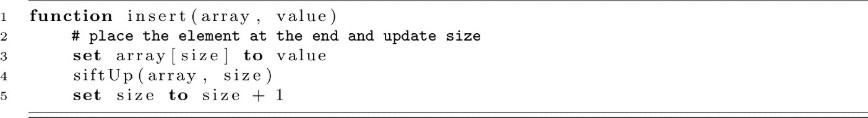 1 function insert(array, value)
2 # place the element at the end and update size
3 set array[size] to value
4 siftUp(array, size)
5 set size to size + 1